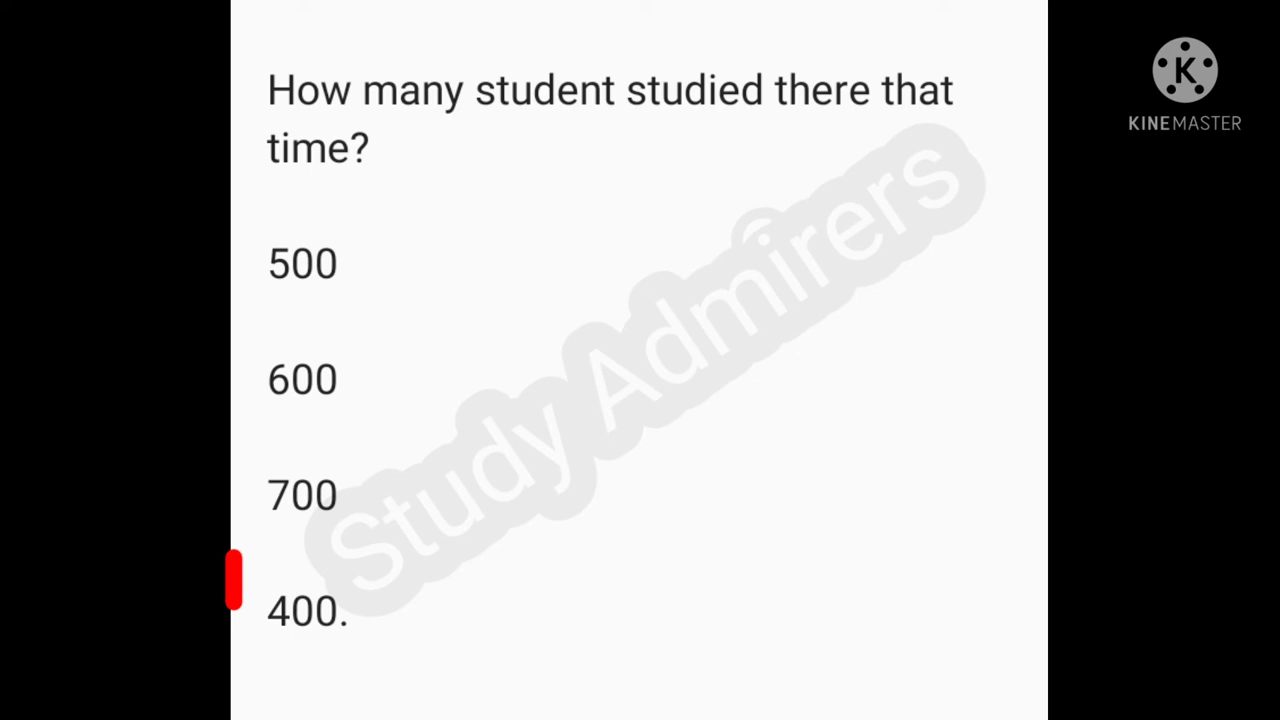 How many student studied there that
time?
500
600
700
400.
Study Admirers
K
KINEMASTER